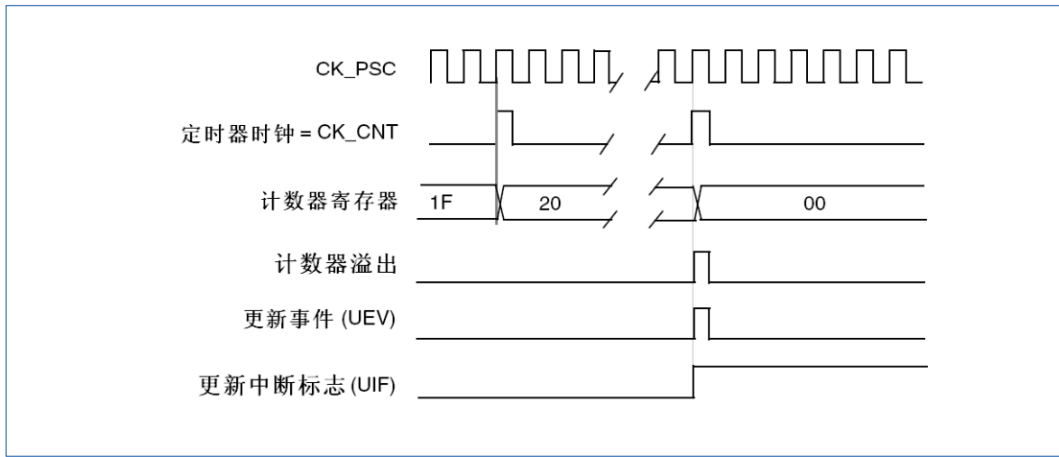 CK_PSC
定时器时钟 = CK_CNT
计数器寄存器 1F 20 00
计数器溢出
更新事件 (UEV)
更新中断标志 (UIF)